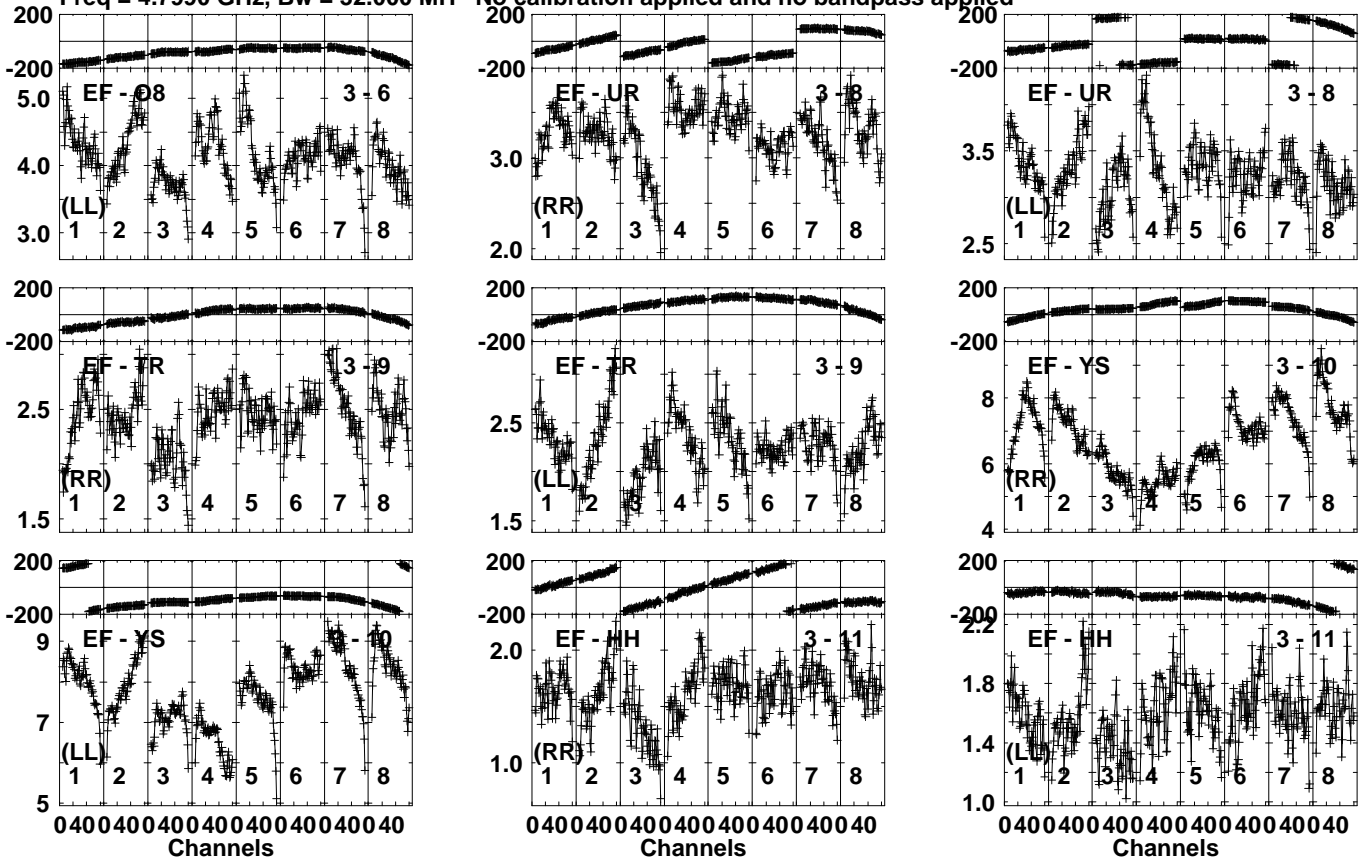 Freq = 4.7990 GHz, Bw = 32.000 MH No calibration applied and no bandpass applied
200
-200
5.0
4.0
3.0
EF - O8 3 - 6
(LL)
1 2 3 4 5 6 7 8
200
-200
3.0
2.0
EF - UR 3 - 8
(RR)
1 2 3 4 5 6 7 8
200
-200
3.5
2.5
EF - UR 3 - 8
(LL)
1 2 3 4 5 6 7 8
200
-200
2.5
1.5
EF - TR 3 - 9
(RR)
1 2 3 4 5 6 7 8
200
-200
2.5
1.5
EF - TR 3 - 9
(LL)
1 2 3 4 5 6 7 8
200
-200
8
6
4
EF - YS 3 - 10
(RR)
1 2 3 4 5 6 7 8
200
-200
9
7
5
EF - YS 3 - 10
(LL)
1 2 3 4 5 6 7 8
0 40 0 40 0 40 0 40 0 40 0 40 0 40 0 40
Channels
200
-200
2.0
1.0
EF - HH 3 - 11
(RR)
1 2 3 4 5 6 7 8
0 40 0 40 0 40 0 40 0 40 0 40 0 40 0 40
Channels
200
-200
2.2
1.8
1.4
1.0
EF - HH 3 - 11
(LL)
1 2 3 4 5 6 7 8
0 40 0 40 0 40 0 40 0 40 0 40 0 40 0 40
Channels